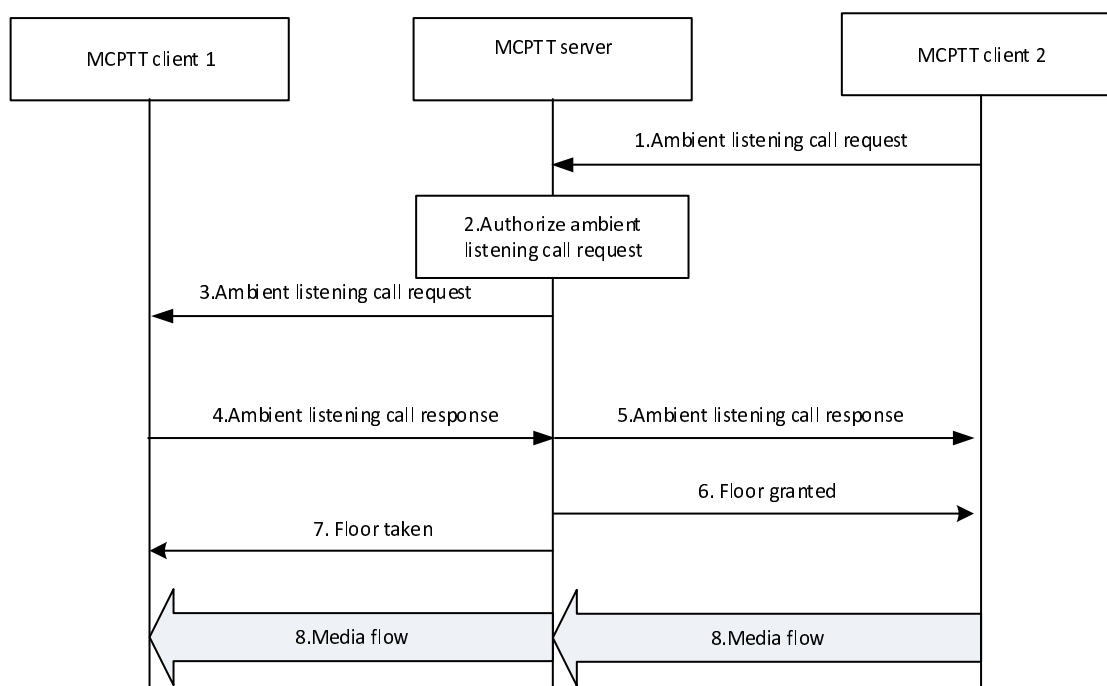 MCPTT client 1
MCPTT server
MCPTT client 2
1.Ambient listening call request
2.Authorize ambient
listening call request
3.Ambient listening call request
4.Ambient listening call response
5.Ambient listening call response
6. Floor granted
7. Floor taken
8.Media flow
8.Media flow